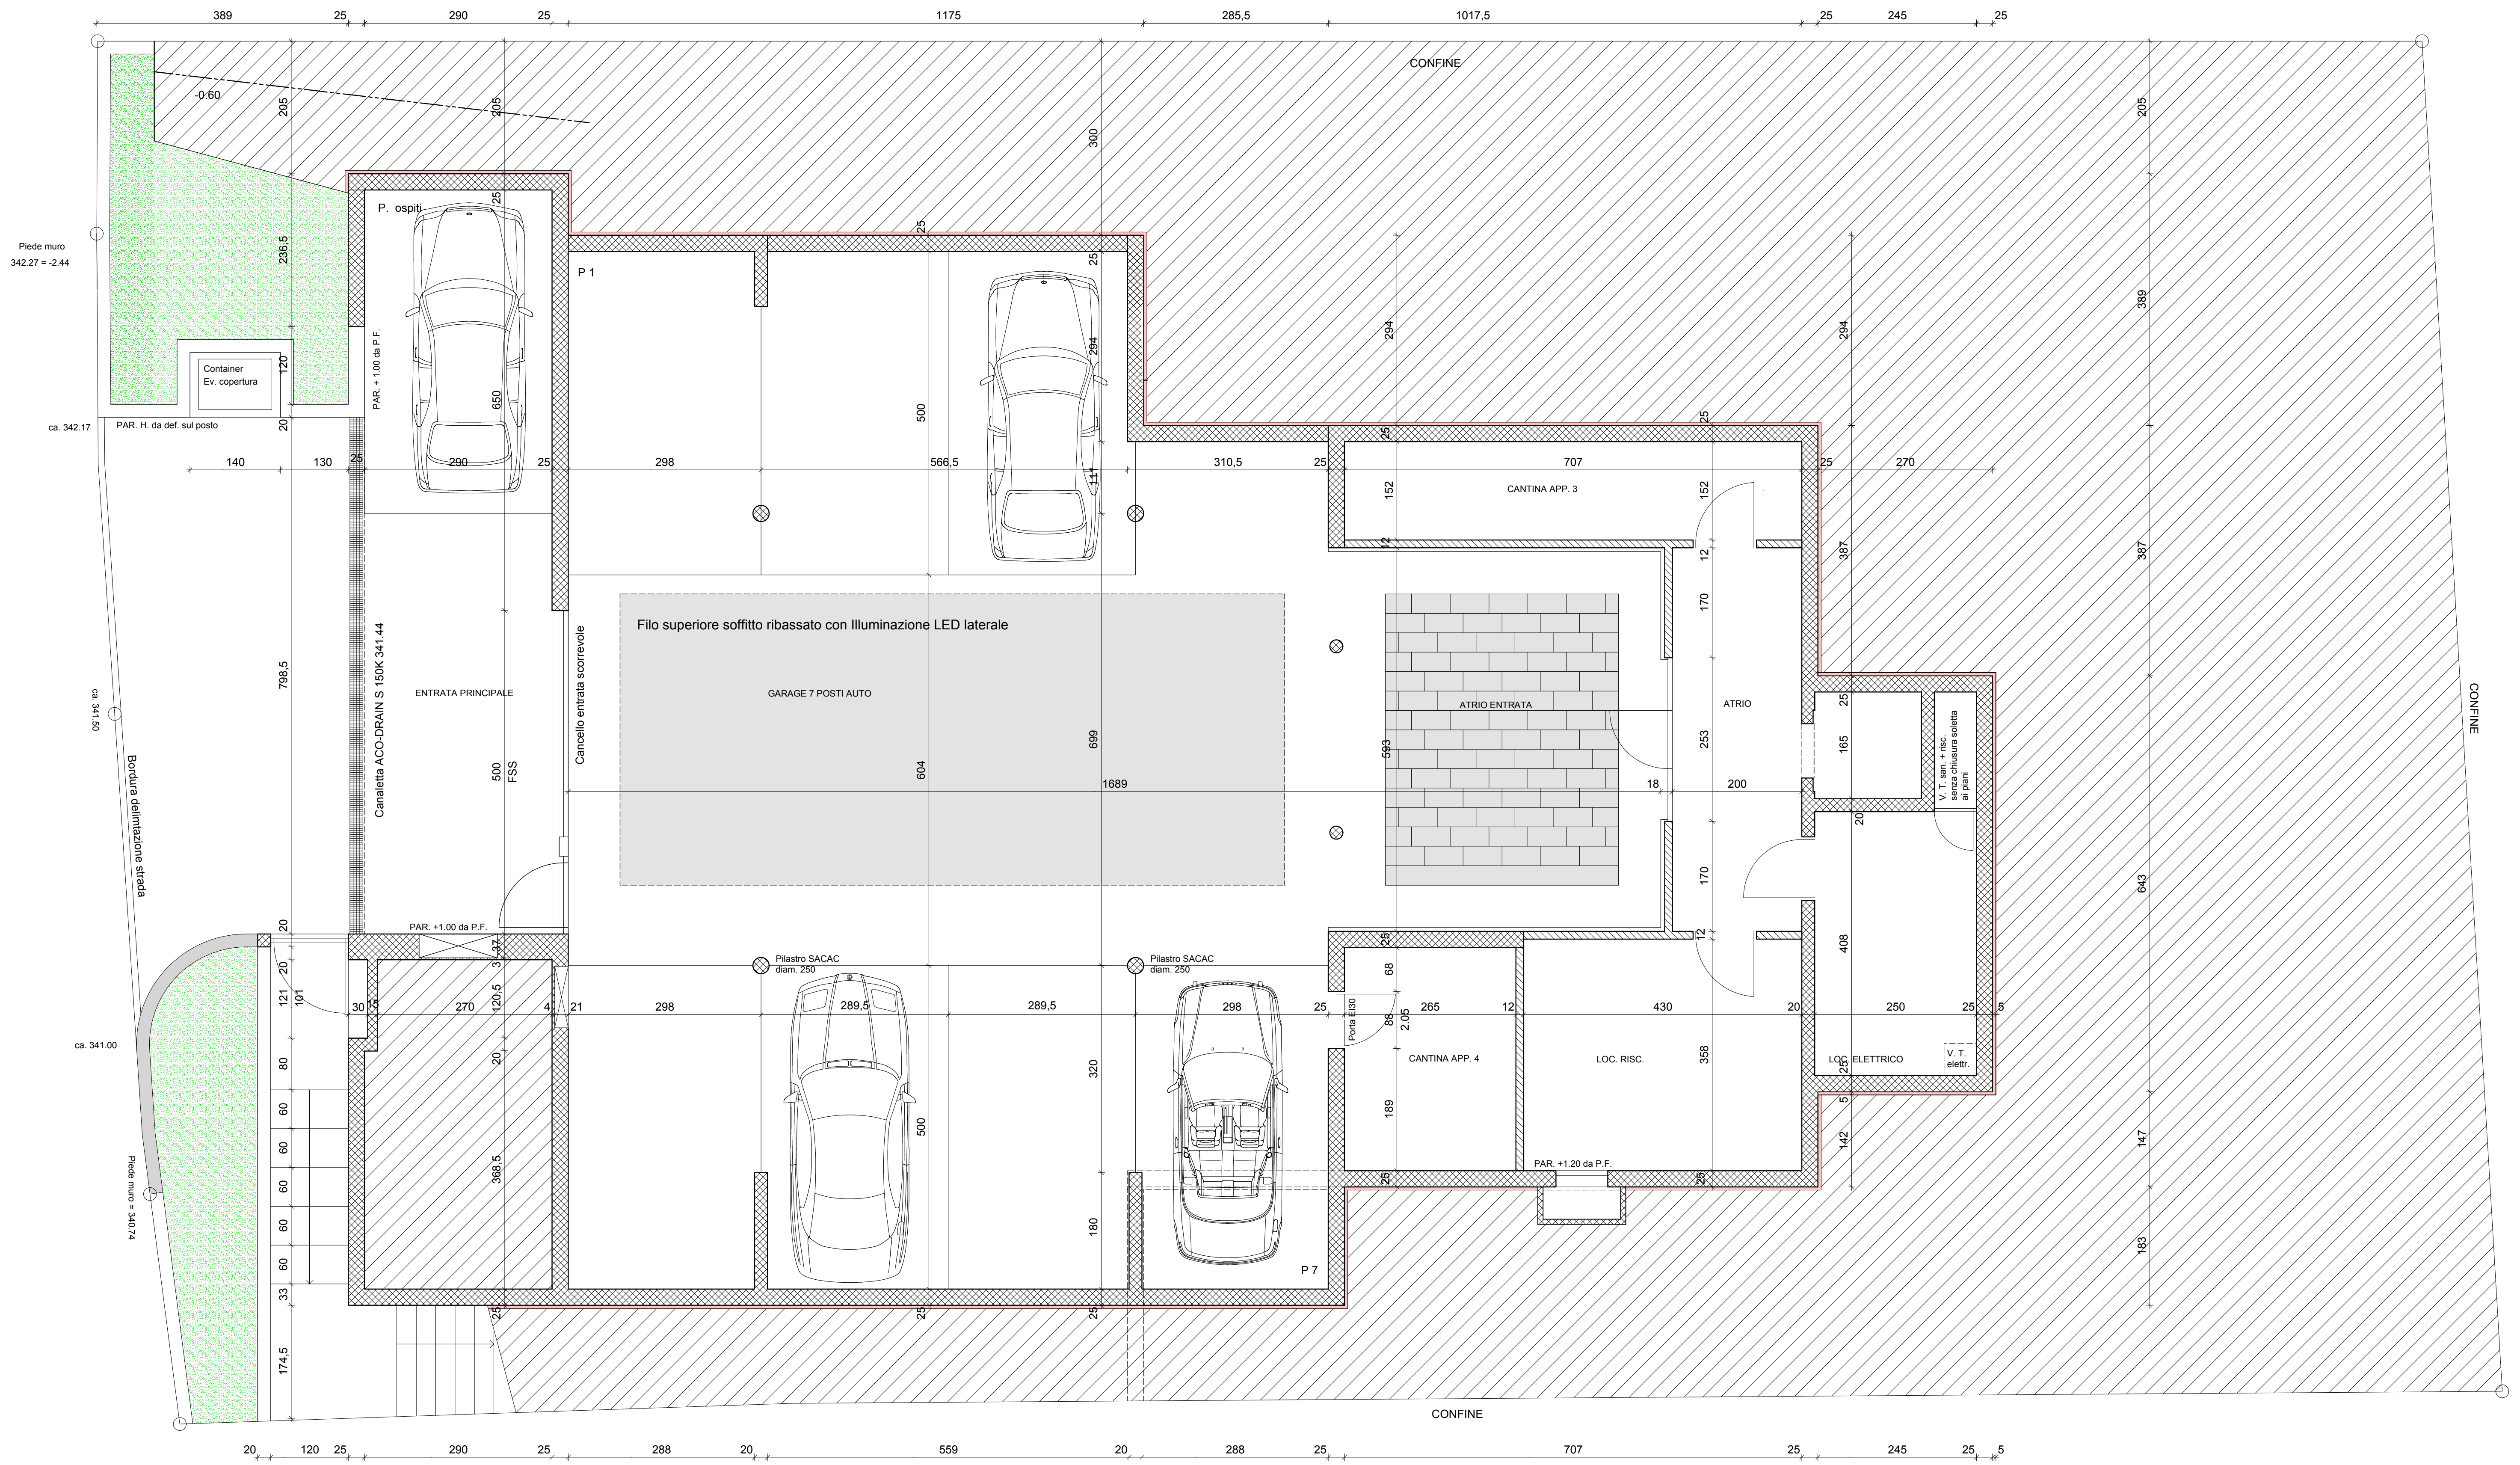 389 25 290 25 1175 285,5 1017,5 25 245 25
CONFINE
-0.60
205
205
300
205
P. ospiti
25
25
Piede muro
342.27 = -2.44
236,5
P 1
25
389
PAR. + 1.00 da P.F.
294
294
294
Container
Ev. copertura
120
650
500
ca. 342.17
PAR. H. da def. sul posto
20
25
25
140 130 25 290 25 298 566,5 310,5 25 707 25 270
111
152
CANTINA APP. 3
152
12
12
387
387
170
Filo superiore soffitto ribassato con Illuminazione LED laterale
Cancello entrata scorrevole
Canaletta ACO-DRAIN S 150K 341.44
798,5
ca. 341.50
ENTRATA PRINCIPALE
GARAGE 7 POSTI AUTO
ATRIO ENTRATA
ATRIO
25
CONFINE
500
FSS
604
699
593
253
165
V. T. san. + risc.
senza chiusura soletta
ai piani
1689 18 200
20
Bordura delimtazione strada
170
643
PAR. +1.00 da P.F.
20
37
3
25
12
408
Pilastro SACAC
diam. 250
Pilastro SACAC
diam. 250
20
68
121
101
30 15 270 4 21 298 289,5 289,5 298 25 265 12 430 20 250 25 5
120,5
Porta EI30
88
2.05
ca. 341.00
80
20
320
CANTINA APP. 4
LOC. RISC.
358
LOC. ELETTRICO
V. T.
elettr.
25
60
60
60
60
60
33
189
5
500
142
147
Piede muro = 340.74
368,5
PAR. +1.20 da P.F.
25
25
180
183
P 7
25
25
25
174,5
CONFINE
20 120 25 290 25 288 20 559 20 288 25 707 25 245 25 5